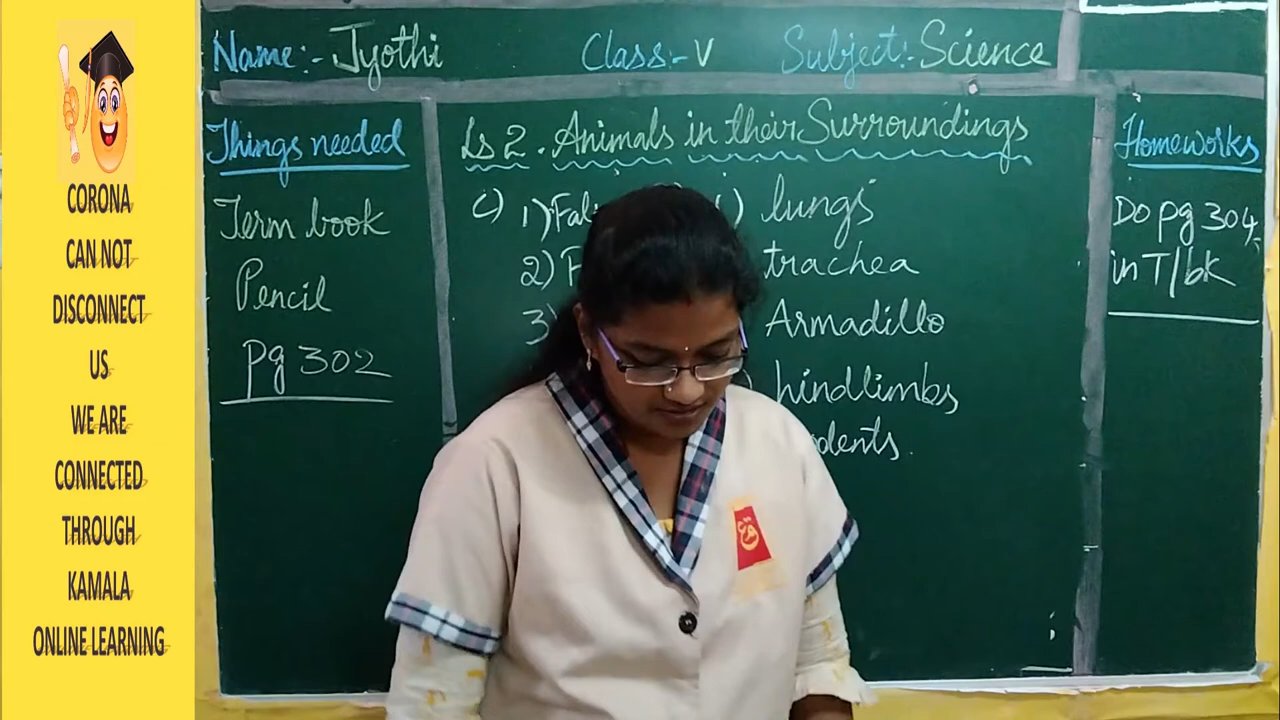 CORONA
CAN NOT
DISCONNECT
US
WE ARE
CONNECTED
THROUGH
KAMALA
ONLINE LEARNING
Name:- Jyothi Class:- V Subject:- Science
Things needed
Term book
Pencil
pg 302
Ls 2. Animals in their Surroundings
C) 1) lungs
2) trachea
3) Armadillo
hindlimbs
Homeworks
Do pg 304,
in T/bk